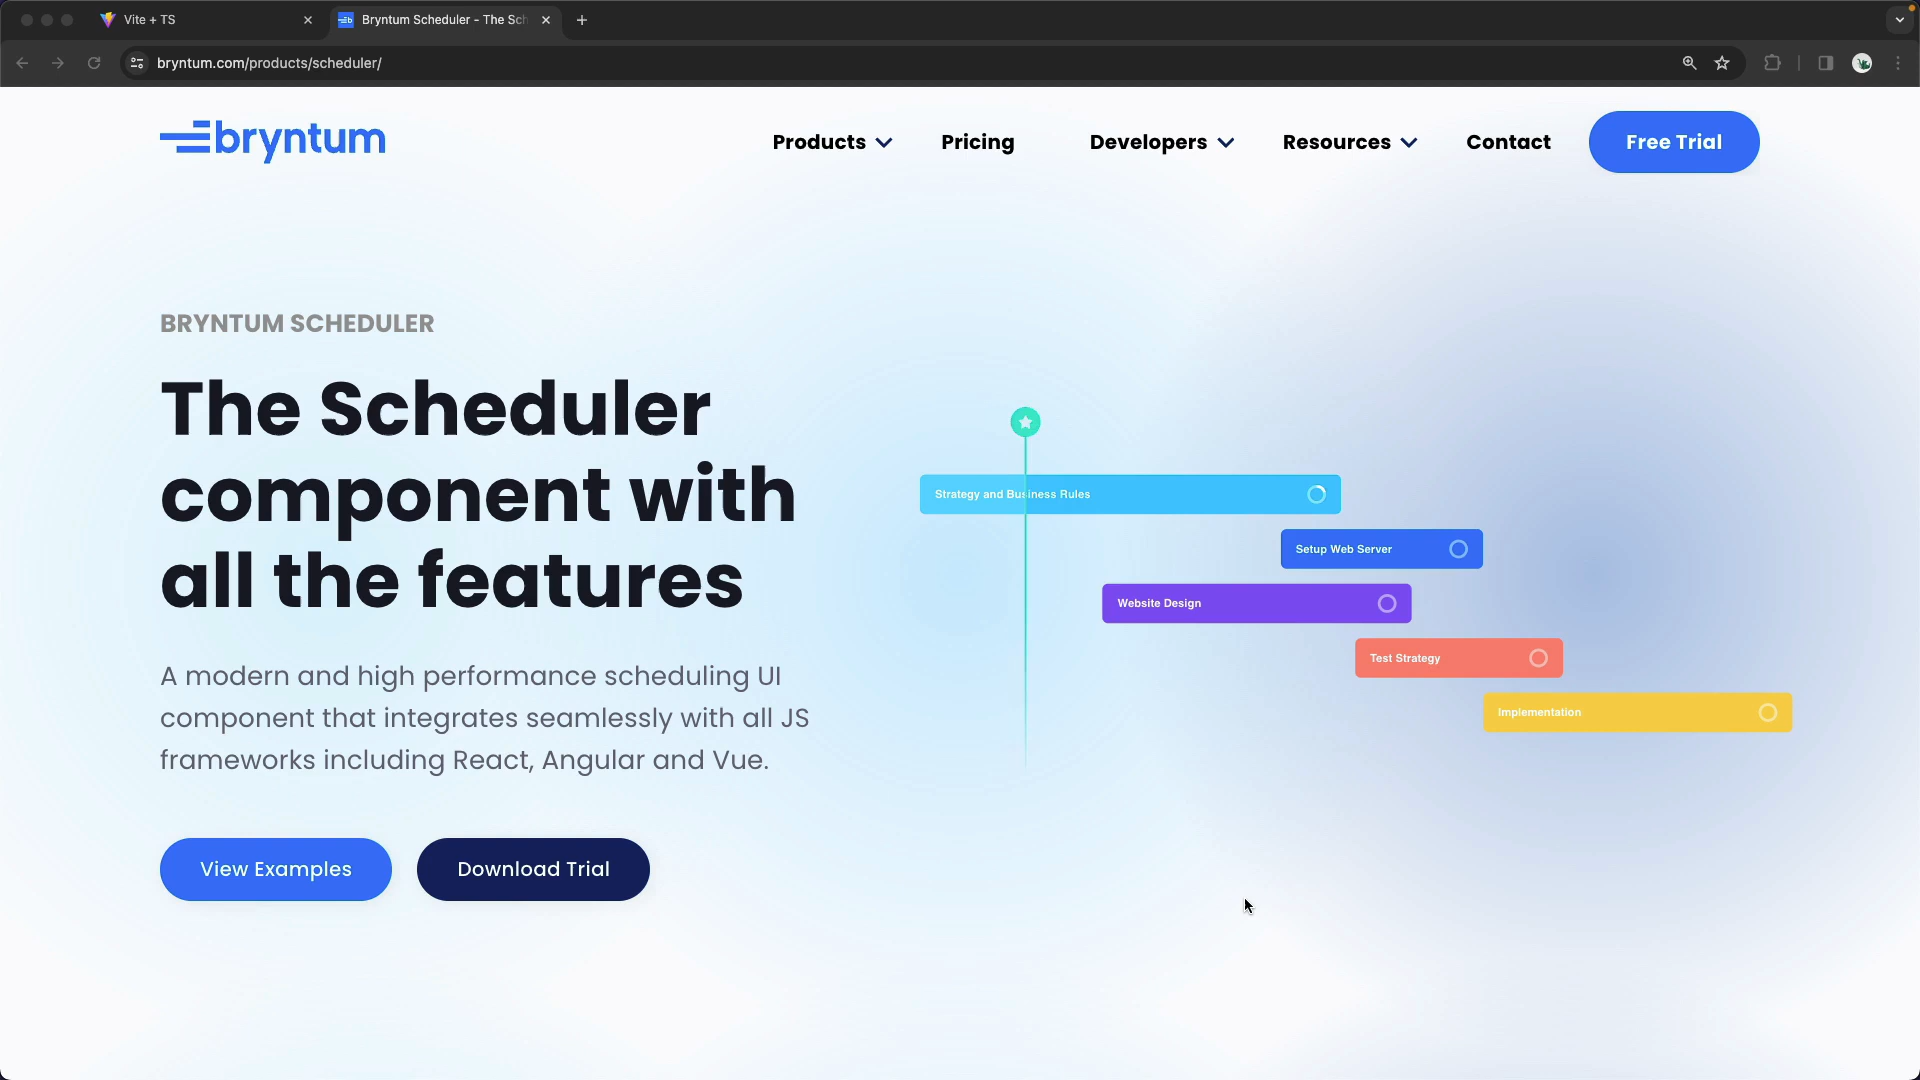 Vite + TS
Bryntum Scheduler - The Sch
bryntum.com/products/scheduler/
bryntum
Products
Pricing
Developers
Resources
Contact
Free Trial
BRYNTUM SCHEDULER
The Scheduler
component with
all the features
A modern and high performance scheduling UI
component that integrates seamlessly with all JS
frameworks including React, Angular and Vue.
View Examples
Download Trial
Strategy and Business Rules
Setup Web Server
Website Design
Test Strategy
Implementation